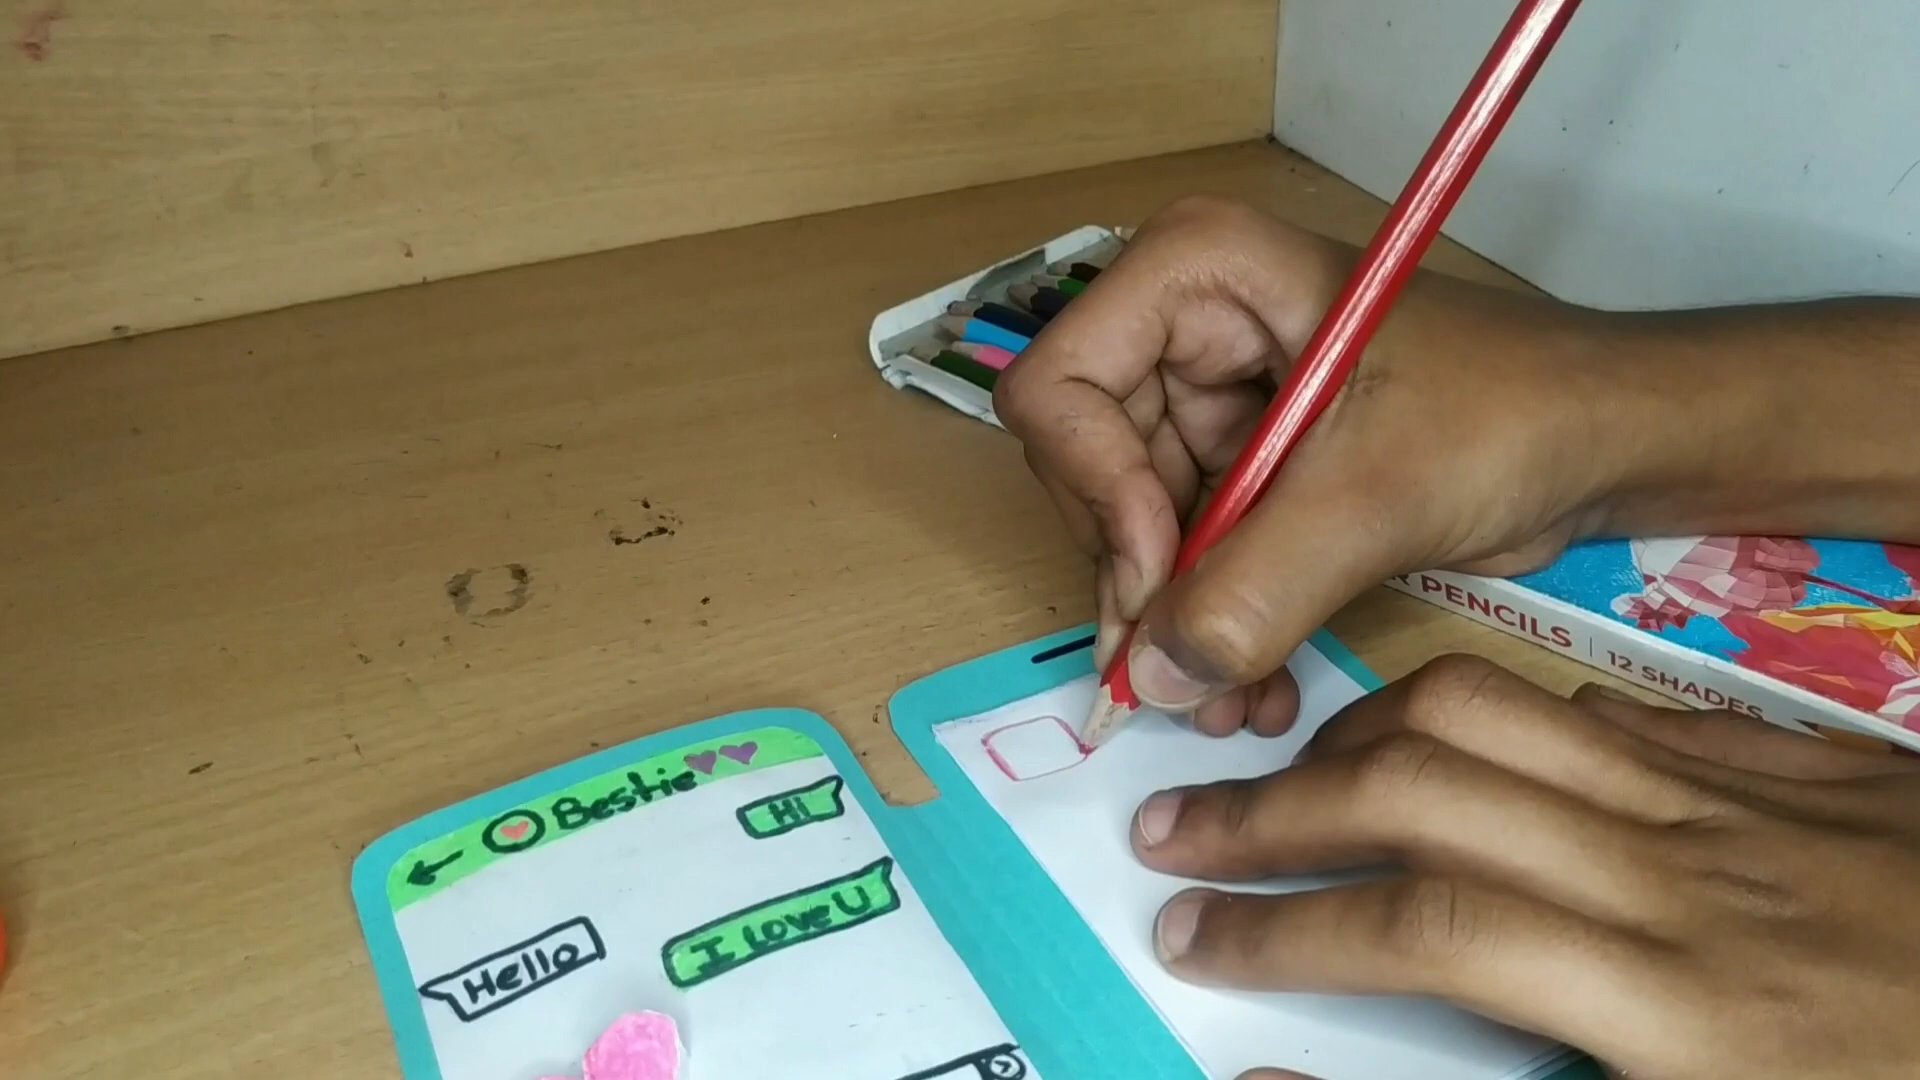 Bestie
Hi
I Love U
Hello
PENCILS | 12 SHADES